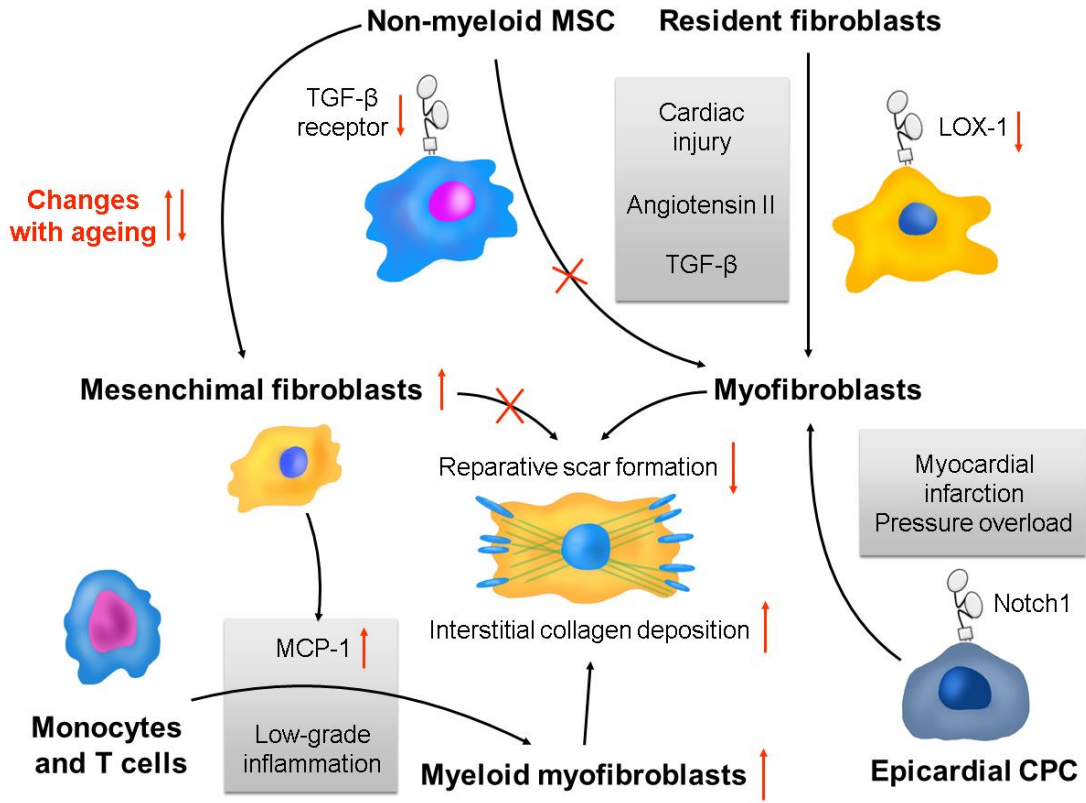 Non-myeloid MSC
Resident fibroblasts
TGF-β
receptor
Cardiac
injury
Angiotensin II
TGF-β
LOX-1
Changes
with ageing
Mesenchimal fibroblasts
Myofibroblasts
Reparative scar formation
Myocardial
infarction
Pressure overload
Notch1
Interstitial collagen deposition
MCP-1
Low-grade
inflammation
Monocytes
and T cells
Myeloid myofibroblasts
Epicardial CPC